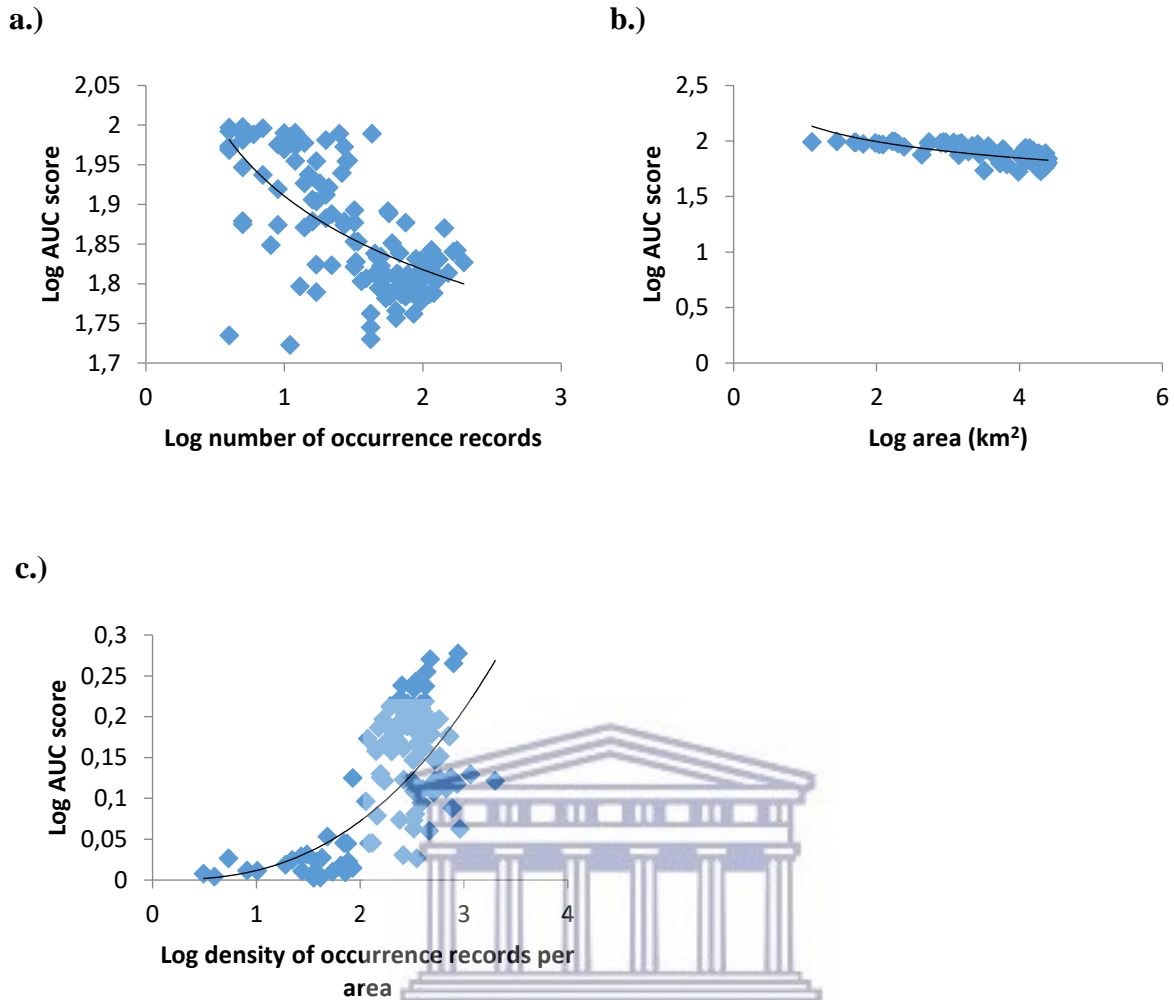 a.)
2,05
2
1,95
1,9
1,85
1,8
1,75
1,7
Log AUC score
0 1 2 3
Log number of occurrence records
b.)
2,5
2
1,5
1
0,5
0
Log AUC score
0 2 4 6
Log area (km²)
c.)
0,3
0,25
0,2
0,15
0,1
0,05
0
Log AUC score
0 1 2 3 4
Log density of occurrence records per
area